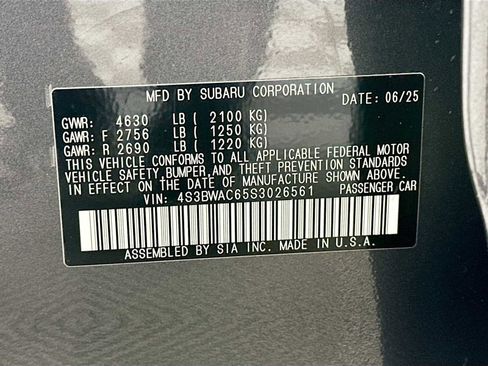 MFD BY SUBARU CORPORATION
DATE: 06/25
GVWR: 4630 LB ( 2100 KG)
GAWR: F 2756 LB ( 1250 KG)
GAWR: R 2690 LB ( 1220 KG)
THIS VEHICLE CONFORMS TO ALL APPLICABLE FEDERAL MOTOR
VEHICLE SAFETY, BUMPER, AND THEFT PREVENTION STANDARDS
IN EFFECT ON THE DATE OF MANUFACTURE SHOWN ABOVE.
VIN: 4S3BWAC65S3026561 PASSENGER CAR
ASSEMBLED BY SIA INC. MADE IN U.S.A.